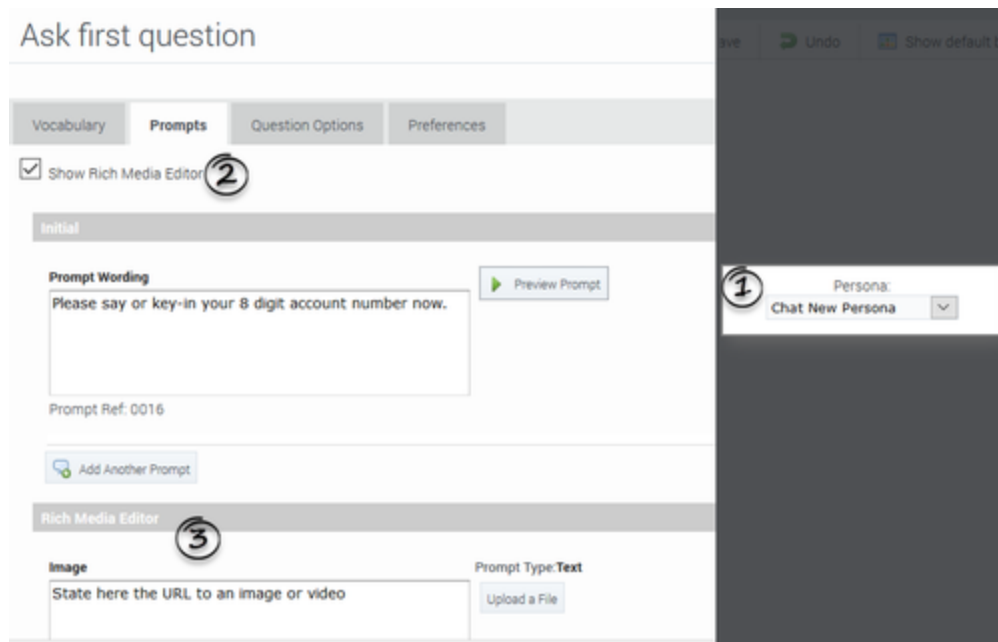 Ask first question
ave Undo Show default
Vocabulary Prompts Question Options Preferences
Show Rich Media Editor 2
Initial
Prompt Wording
Preview Prompt
Please say or key-in your 8 digit account number now.
1 Persona:
Chat New Persona
Prompt Ref: 0016
Add Another Prompt
Rich Media Editor
3
Image Prompt Type:Text
State here the URL to an image or video
Upload a File